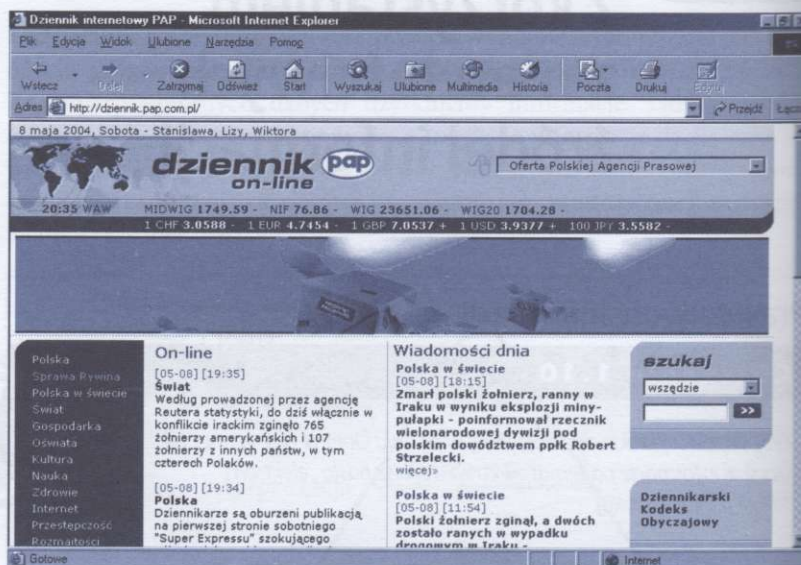 Dziennik internetowy PAP - Microsoft Internet Explorer
Plik Edycja Widok Ulubione Narzędzia Pomoc
Wstecz Dalej Zatrzymaj Odśwież Start Wyszukaj Ulubione Multimedia Historia Poczta Drukuj Edytuj
Adres http://dziennik.pap.com.pl/ Przejdź Łącza
8 maja 2004, Sobota - Stanisława, Lizy, Wiktora
dziennik pap
on-line
Oferta Polskiej Agencji Prasowej
20:35 WAW MIDWIG 1749.59 - NIF 76.86 - WIG 23651.06 - WIG20 1704.28 -
1 CHF 3.0588 - 1 EUR 4.7454 - 1 GBP 7.0537 + 1 USD 3.9377 + 100 JPY 3.5582 -
Polska
Sprawa Rywina
Polska w świecie
Świat
Gospodarka
Oświata
Kultura
Nauka
Zdrowie
Internet
Przestępczość
Rozmaitości
On-line
[05-08] [19:35]
Świat
Według prowadzonej przez agencję
Reutera statystyki, do dziś włącznie w
konflikcie irackim zginęło 765
żołnierzy amerykańskich i 107
żołnierzy z innych państw, w tym
czterech Polaków.
[05-08] [19:34]
Polska
Dziennikarze są oburzeni publikacją
na pierwszej stronie sobotniego
"Super Expressu" szokującego
Wiadomości dnia
Polska w świecie
[05-08] [18:15]
Zmarł polski żołnierz, ranny w
Iraku w wyniku eksplozji miny-
pułapki - poinformował rzecznik
wielonarodowej dywizji pod
polskim dowództwem ppłk Robert
Strzelecki.
więcej»
Polska w świecie
[05-08] [11:54]
Polski żołnierz zginął, a dwóch
zostało ranych w wypadku
drogowym w Iraku -
szukaj
wszędzie
>>
Dziennikarski
Kodeks
Obyczajowy
Gotowe
Internet